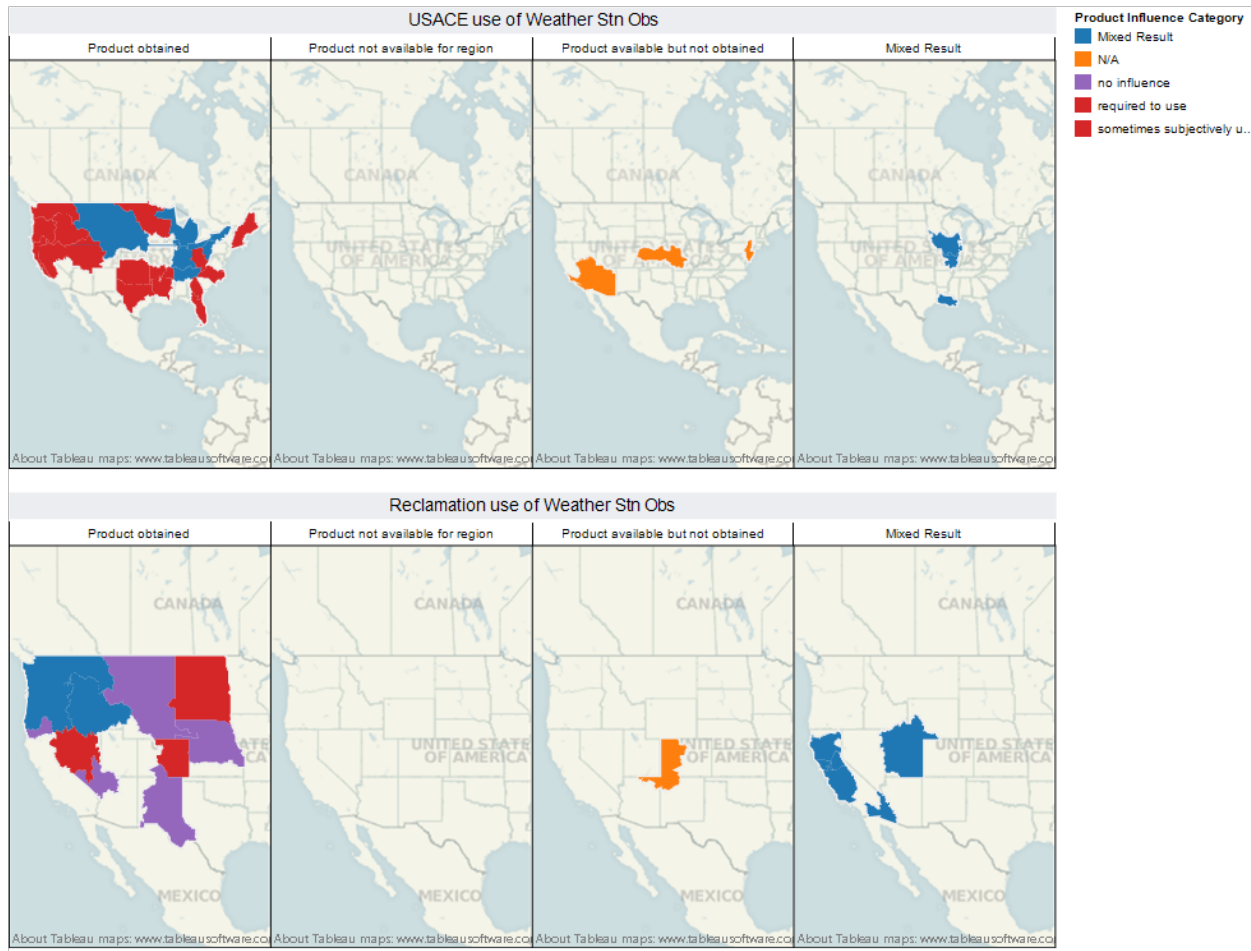 USACE use of Weather Stn Obs
Product obtained
Product not available for region
Product available but not obtained
Mixed Result
CANADA
CANADA
CANADA
CANADA
UNITED STATES
OF AMERICA
UNITED STATES
OF AMERICA
UNITED STATES
OF AMERICA
About Tableau maps: www.tableausoftware.co
About Tableau maps: www.tableausoftware.co
About Tableau maps: www.tableausoftware.co
About Tableau maps: www.tableausoftware.co
Product Influence Category
Mixed Result
N/A
no influence
required to use
sometimes subjectively u..
Reclamation use of Weather Stn Obs
Product obtained
Product not available for region
Product available but not obtained
Mixed Result
CANADA
CANADA
CANADA
CANADA
UNITED STATE
OF AMERICA
UNITED STATE
OF AMERICA
UNITED STATE
OF AMERICA
MEXICO
MEXICO
MEXICO
MEXICO
About Tableau maps: www.tableausoftware.co
About Tableau maps: www.tableausoftware.co
About Tableau maps: www.tableausoftware.co
About Tableau maps: www.tableausoftware.co